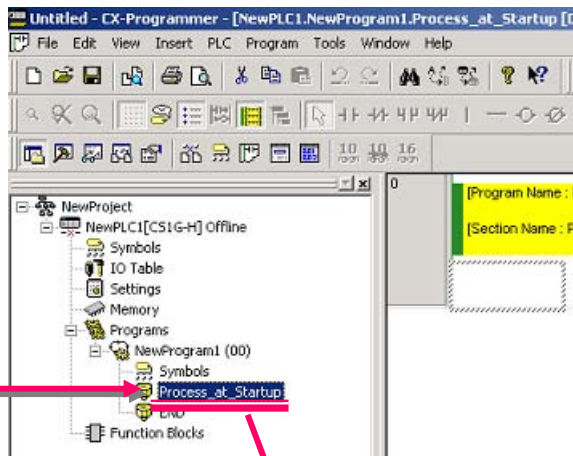 Untitled - CX-Programmer - [NewPLC1.NewProgram1.Process_at_Startup [D
File Edit View Insert PLC Program Tools Window Help
10 10 16
0
[Program Name :
[Section Name : P
NewProject
NewPLC1[CS1G-H] Offline
Symbols
IO Table
Settings
Memory
Programs
NewProgram1 (00)
Symbols
Process_at_Startup
END
Function Blocks